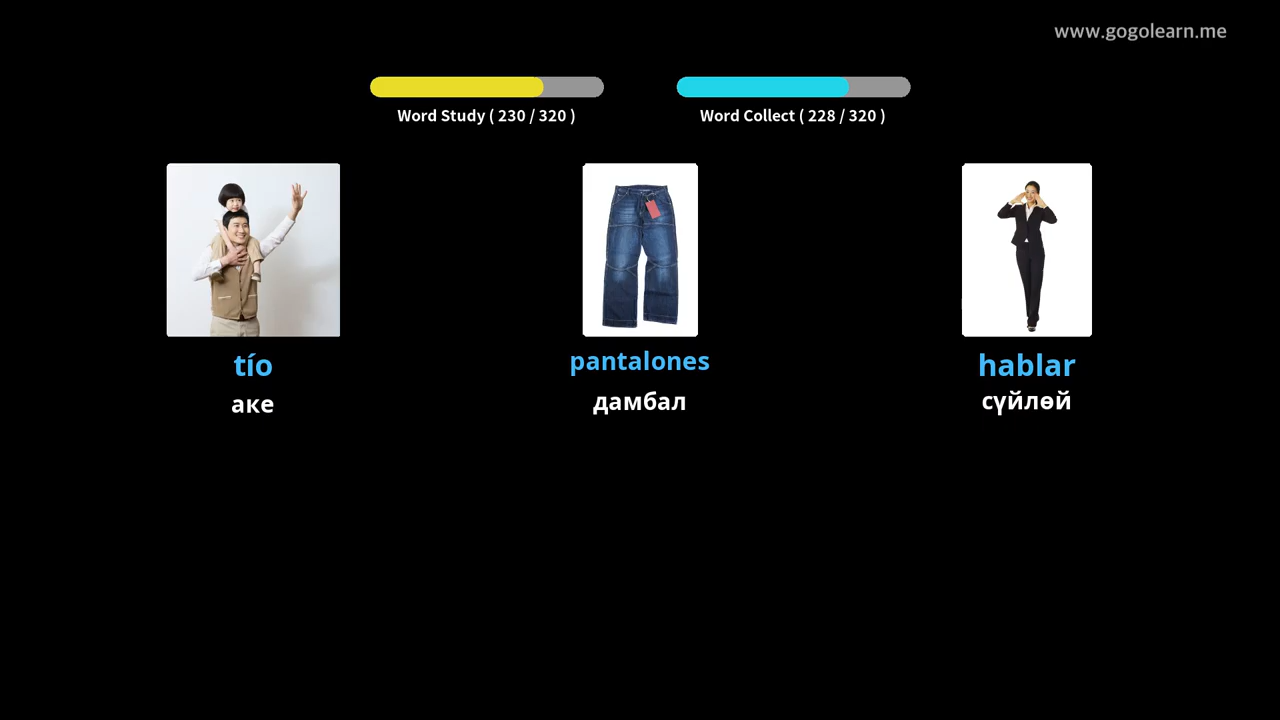 www.gogolearn.me
Word Study ( 230 / 320 )
Word Collect ( 228 / 320 )
tío
pantalones
hablar
аке
дамбал
сүйлөй